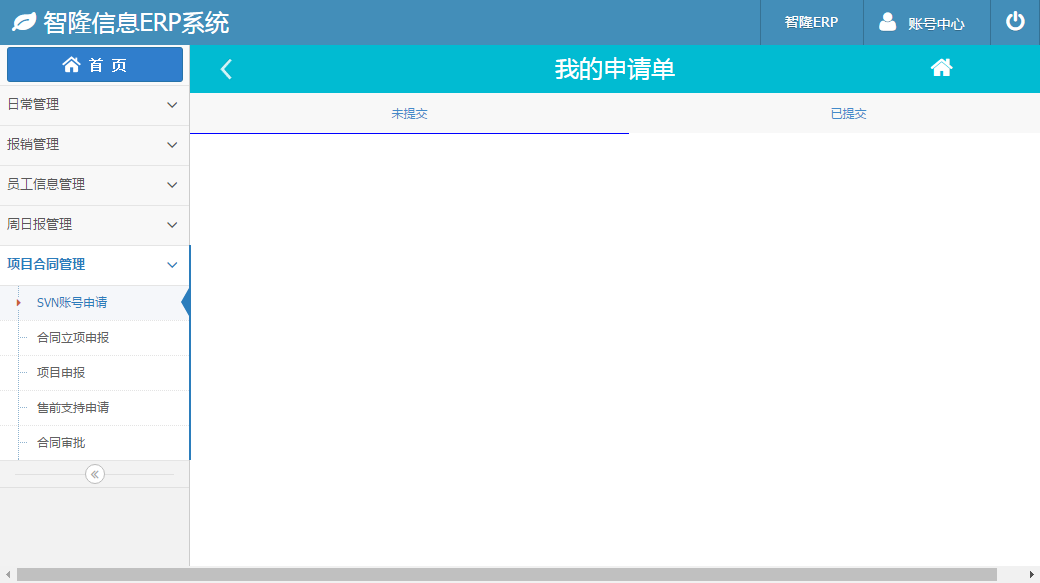 智隆信息ERP系统
智隆ERP
账号中心
首 页
我的申请单
未提交
已提交
日常管理
报销管理
员工信息管理
周日报管理
项目合同管理
SVN账号申请
合同立项申报
项目申报
售前支持申请
合同审批